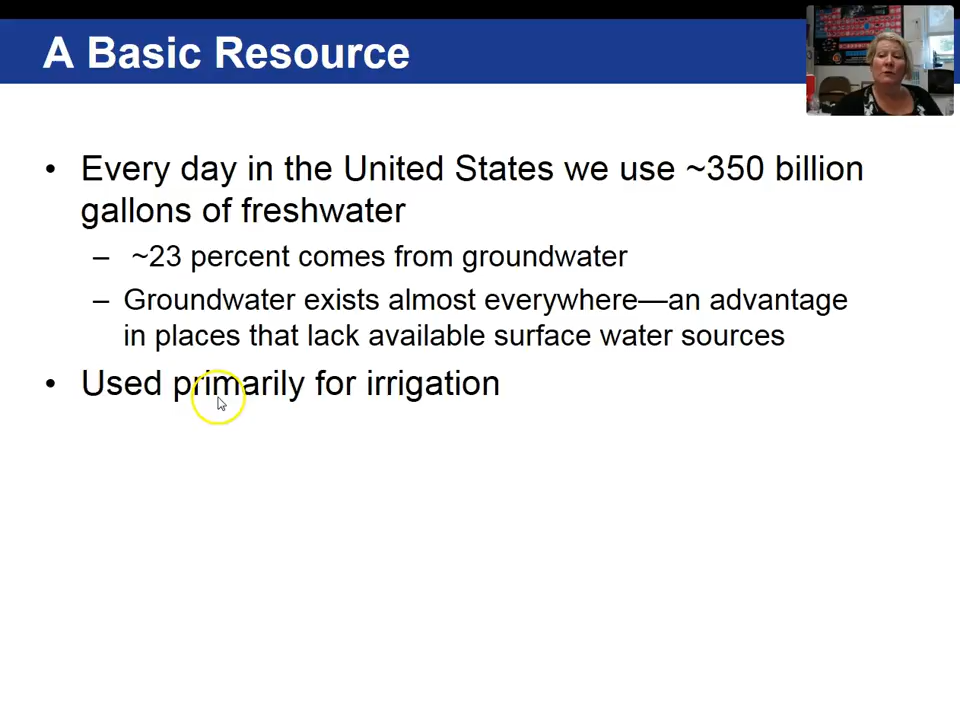 A Basic Resource
• Every day in the United States we use ~350 billion
gallons of freshwater
– ~23 percent comes from groundwater
– Groundwater exists almost everywhere—an advantage
in places that lack available surface water sources
• Used primarily for irrigation